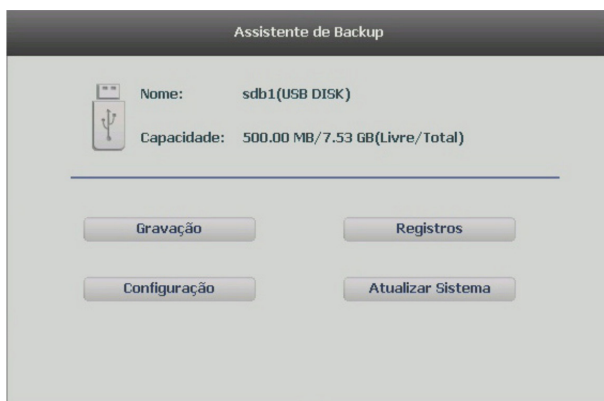 Assistente de Backup
Nome: sdb1(USB DISK)
Capacidade: 500.00 MB/7.53 GB(Livre/Total)
Gravação Registros
Configuração Atualizar Sistema